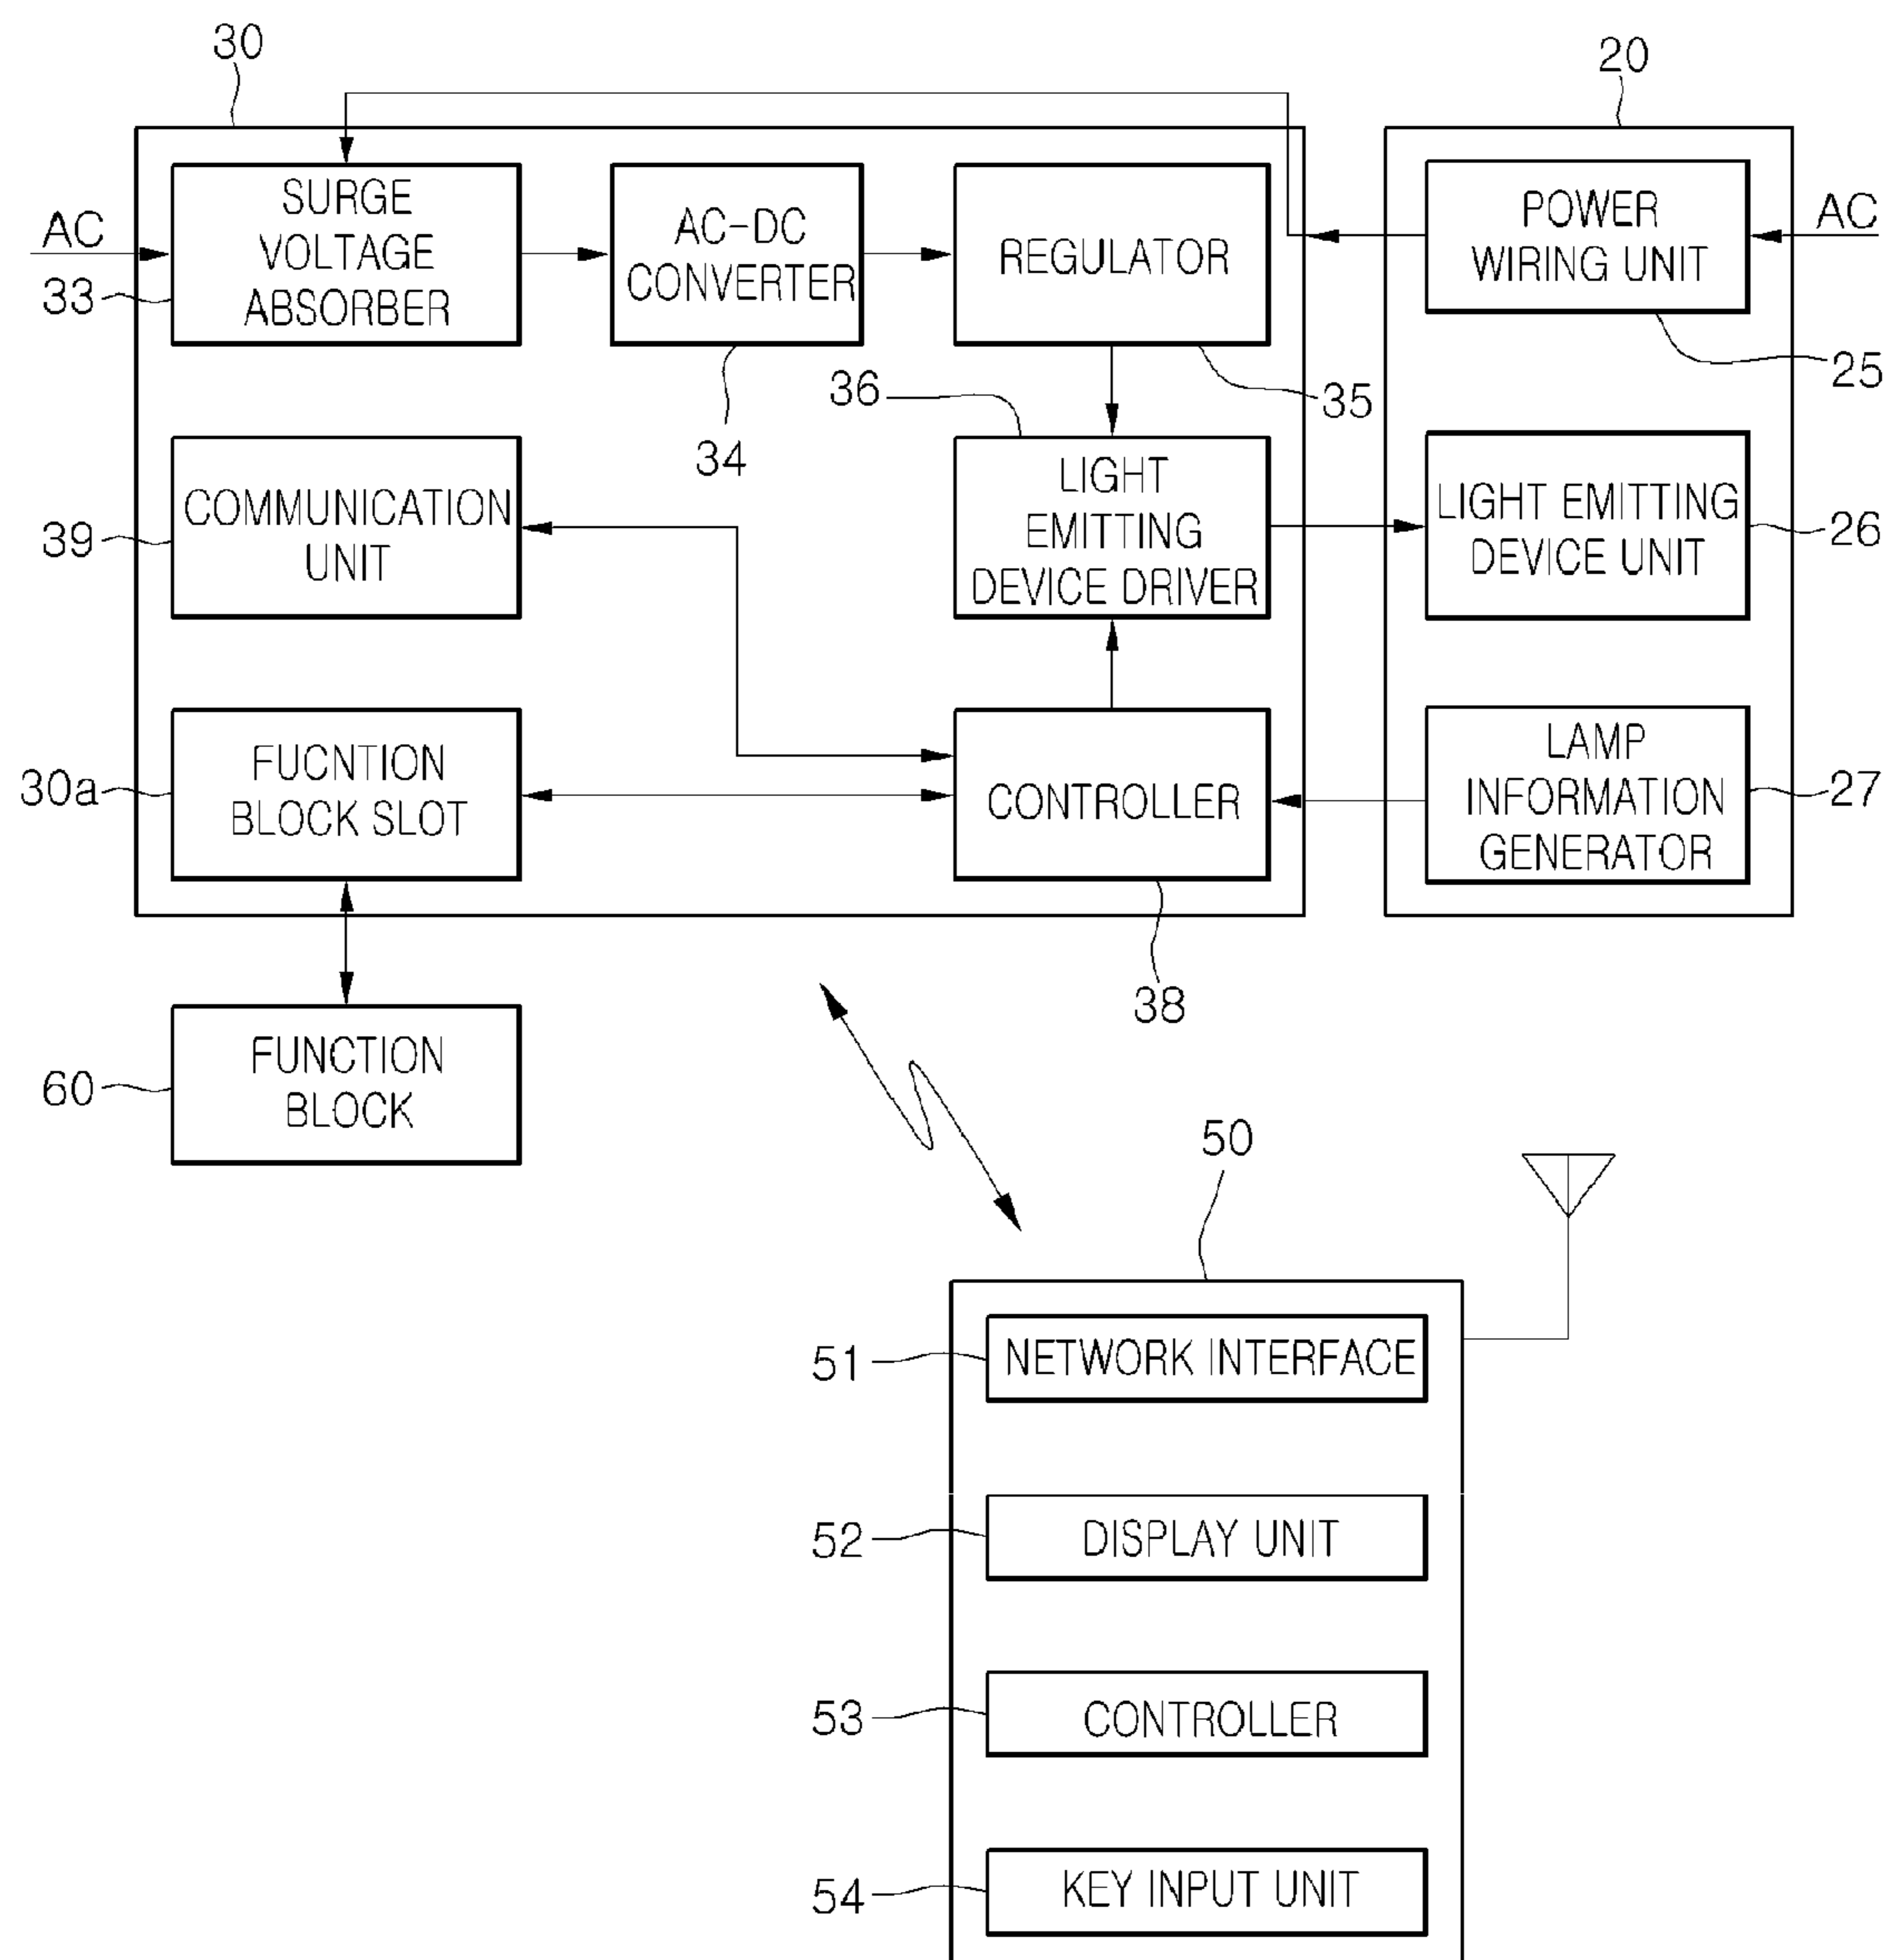 30
20
AC
33
SURGE
VOLTAGE
ABSORBER
AC-DC
CONVERTER
34
REGULATOR
35
POWER
WIRING UNIT
AC
25
39
COMMUNICATION
UNIT
36
LIGHT
EMITTING
DEVICE DRIVER
LIGHT EMITTING
DEVICE UNIT
26
30a
FUCNTION
BLOCK SLOT
CONTROLLER
38
LAMP
INFORMATION
GENERATOR
27
60
FUNCTION
BLOCK
50
51
NETWORK INTERFACE
52
DISPLAY UNIT
53
CONTROLLER
54
KEY INPUT UNIT